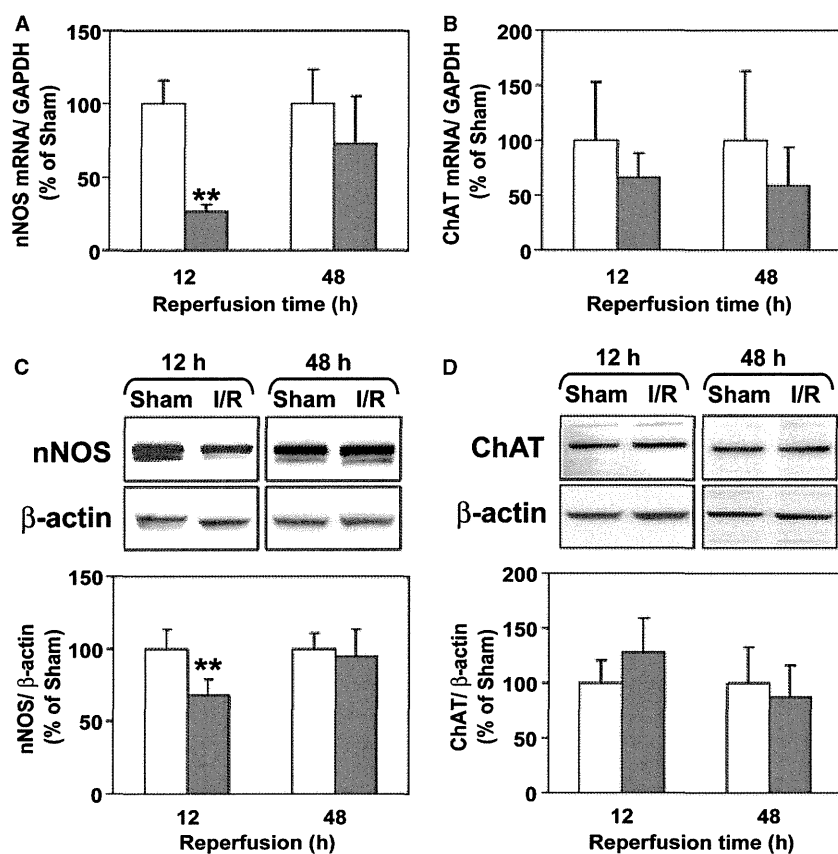 A
nNOS mRNA/ GAPDH
(% of Sham)
150
100
50
0
**
12
48
Reperfusion time (h)
B
ChAT mRNA/ GAPDH
(% of Sham)
200
150
100
50
0
12
48
Reperfusion time (h)
C
12 h
48 h
Sham I/R Sham I/R
nNOS
β-actin
nNOS/ β-actin
(% of Sham)
150
100
50
0
**
12
48
Reperfusion (h)
D
12 h
48 h
Sham I/R Sham I/R
ChAT
β-actin
ChAT/ β-actin
(% of Sham)
200
150
100
50
0
12
48
Reperfusion time (h)